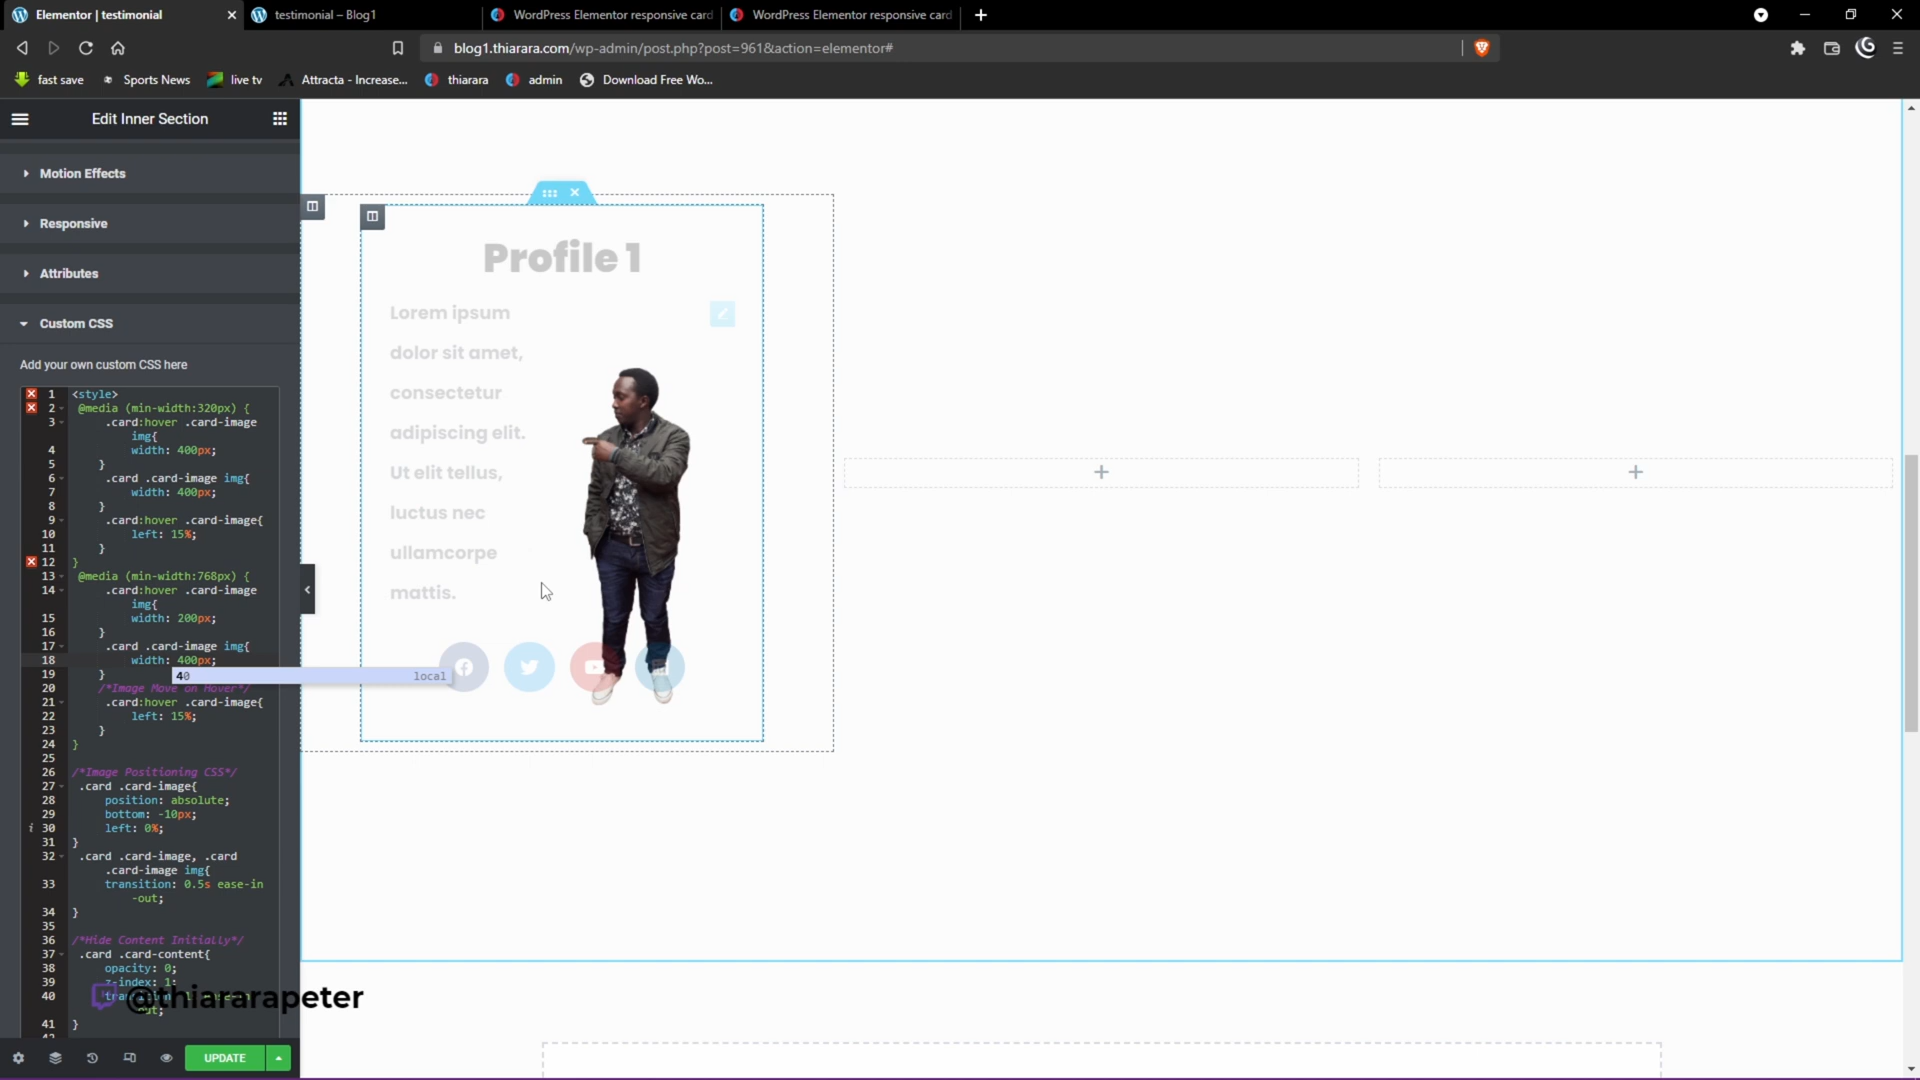 Elementor | testimonial
testimonial – Blog1
WordPress Elementor responsive card
WordPress Elementor responsive card
blog1.thiarara.com/wp-admin/post.php?post=961&action=elementor#
fast save
Sports News
live tv
Attracta - Increase...
thiarara
admin
Download Free Wo...
Edit Inner Section
Motion Effects
Responsive
Attributes
Custom CSS
Add your own custom CSS here
1 <style>
2 @media (min-width:320px) {
3 .card:hover .card-image
img{
4 width: 400px;
5 }
6 .card .card-image img{
7 width: 400px;
8 }
9 .card:hover .card-image{
10 left: 15%;
11 }
12 }
13 @media (min-width:768px) {
14 .card:hover .card-image
img{
15 width: 200px;
16 }
17 .card .card-image img{
18 width: 400px;
40 local
19 }
20 /*Image Move on Hover*/
21 .card:hover .card-image{
22 left: 15%;
23 }
24 }
25
26 /*Image Positioning CSS*/
27 .card .card-image{
28 position: absolute;
29 bottom: -10px;
30 left: 0%;
31 }
32 .card .card-image, .card
.card-image img{
33 transition: 0.5s ease-in
-out;
34 }
35
36 /*Hide Content Initially*/
37 .card .card-content{
38 opacity: 0;
39 z-index: 1;
40
41 }
@thiararapeter
UPDATE
Profile 1
Lorem ipsum
dolor sit amet,
consectetur
adipiscing elit.
Ut elit tellus,
luctus nec
ullamcorpe
mattis.